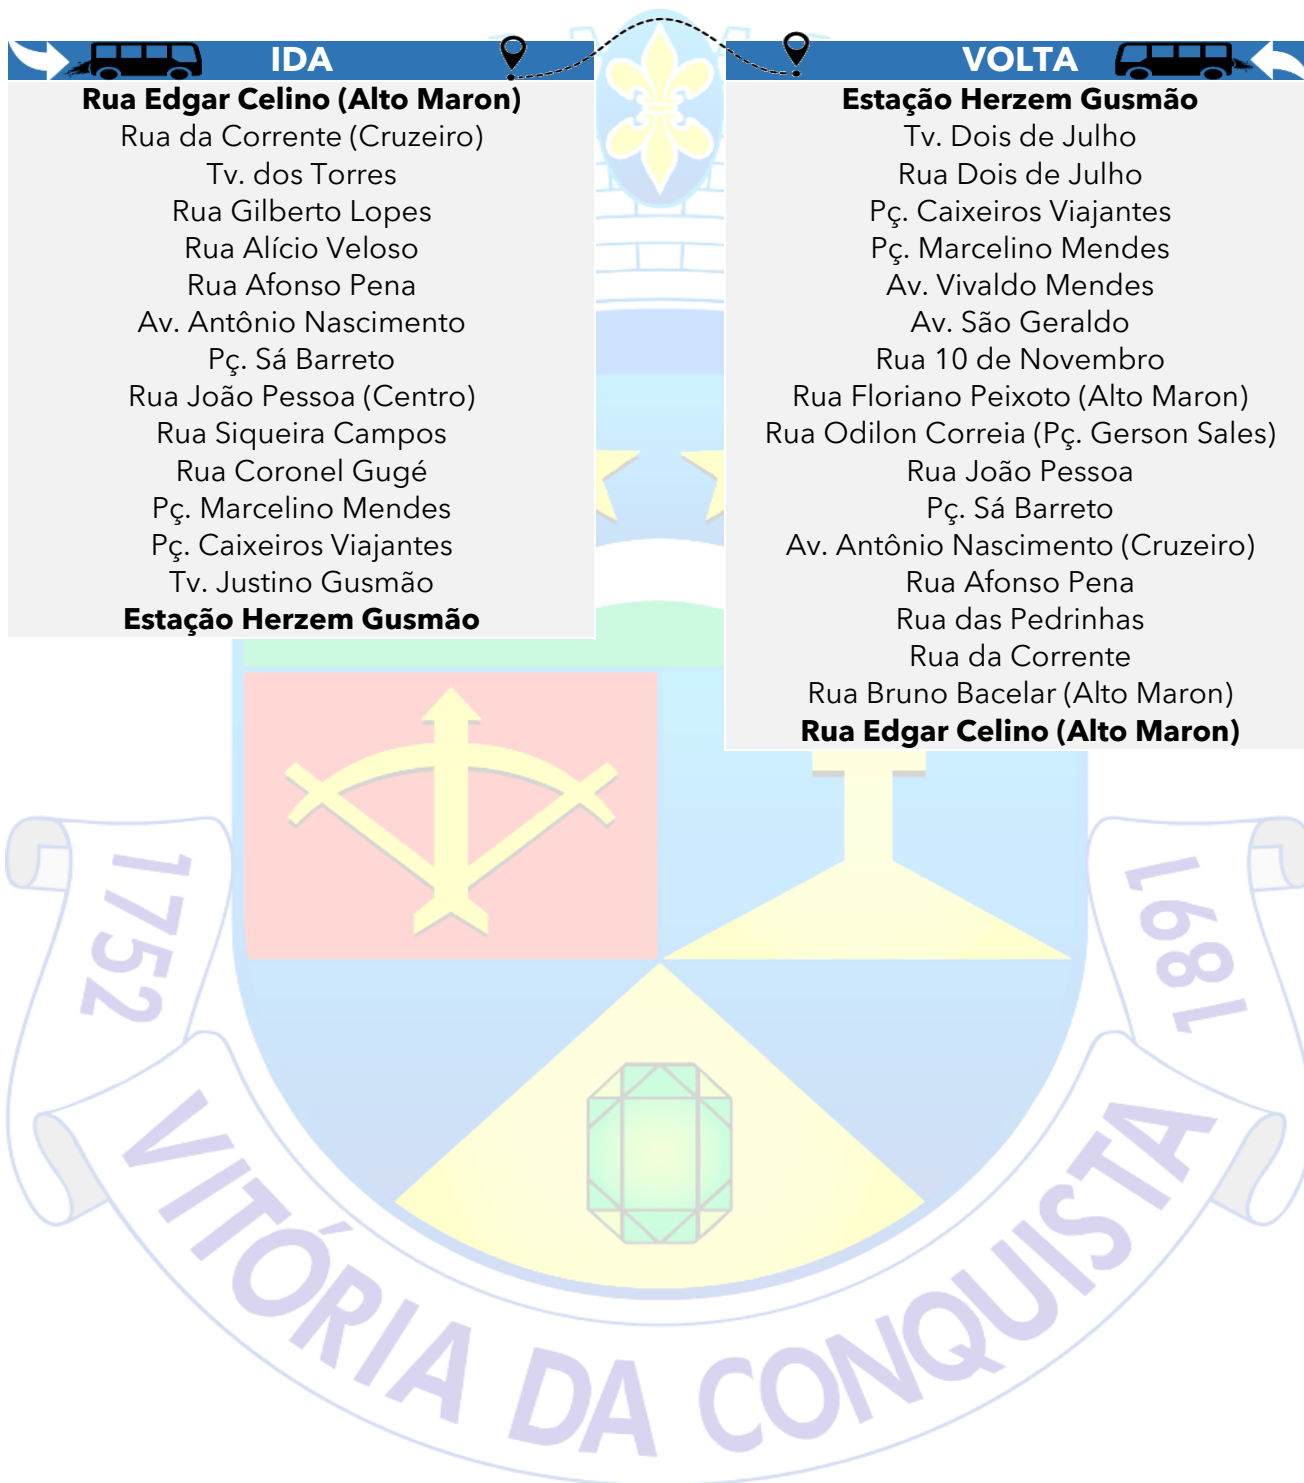 IDA
Rua Edgar Celino (Alto Maron)
Rua da Corrente (Cruzeiro)
Tv. dos Torres
Rua Gilberto Lopes
Rua Alício Veloso
Rua Afonso Pena
Av. Antônio Nascimento
Pç. Sá Barreto
Rua João Pessoa (Centro)
Rua Siqueira Campos
Rua Coronel Gugé
Pç. Marcelino Mendes
Pç. Caixeiros Viajantes
Tv. Justino Gusmão
Estação Herzem Gusmão
VOLTA
Estação Herzem Gusmão
Tv. Dois de Julho
Rua Dois de Julho
Pç. Caixeiros Viajantes
Pç. Marcelino Mendes
Av. Vivaldo Mendes
Av. São Geraldo
Rua 10 de Novembro
Rua Floriano Peixoto (Alto Maron)
Rua Odilon Correia (Pç. Gerson Sales)
Rua João Pessoa
Pç. Sá Barreto
Av. Antônio Nascimento (Cruzeiro)
Rua Afonso Pena
Rua das Pedrinhas
Rua da Corrente
Rua Bruno Bacelar (Alto Maron)
Rua Edgar Celino (Alto Maron)
1752
VITÓRIA DA CONQUISTA
1891